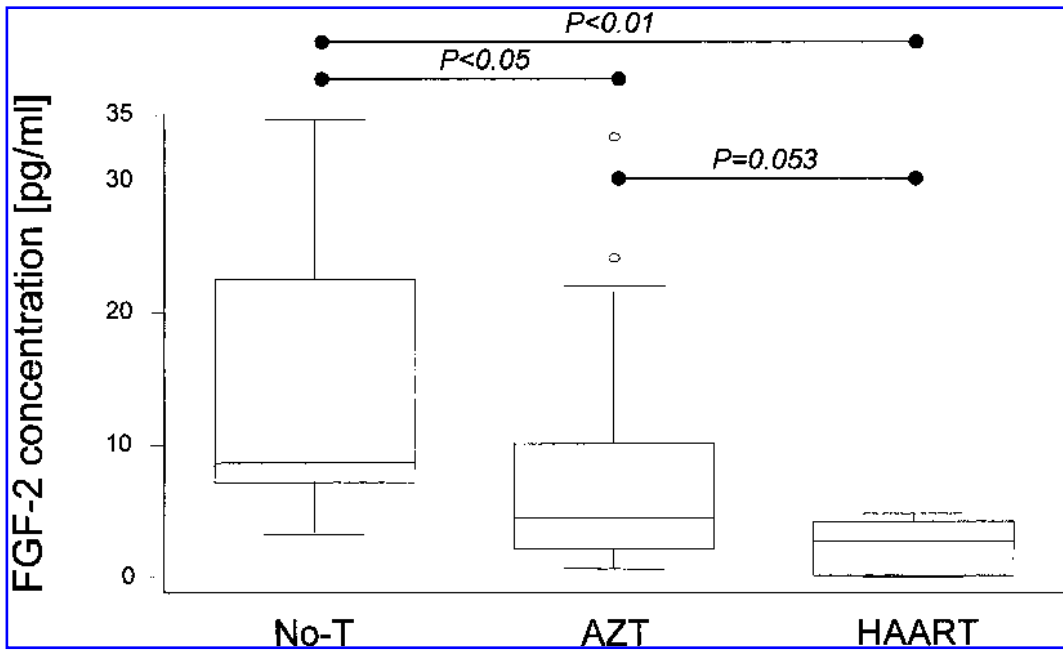 P<0.01
P<0.05
P=0.053
FGF-2 concentration [pg/ml]
35
30
20
10
0
No-T
AZT
HAART